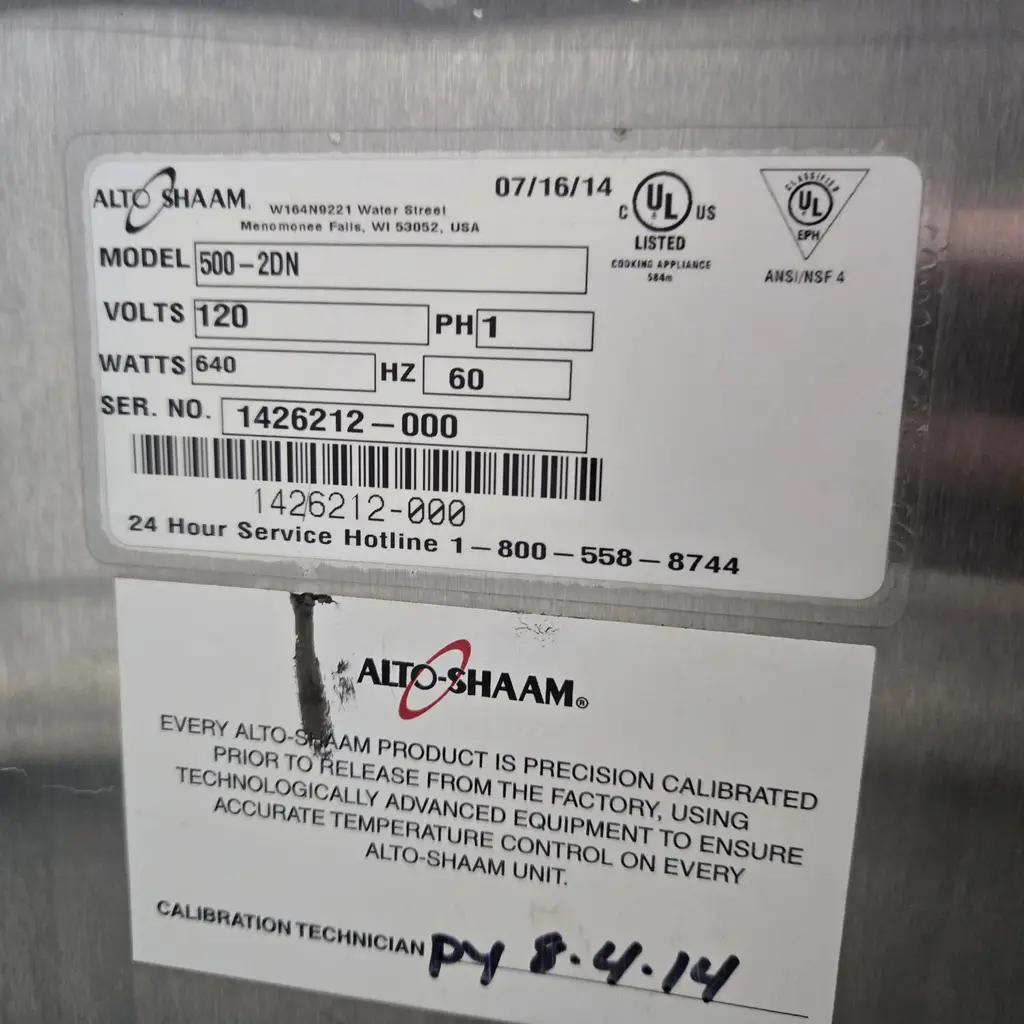 ALTO SHAAM.
W164N9221 Water Street
Menomonee Falls, WI 53052, USA
07/16/14
C UL US
LISTED
COOKING APPLIANCE
584m
CLASSIFIED
UL
EPH
ANSI/NSF 4
MODEL 500-2DN
VOLTS 120 PH 1
WATTS 640 HZ 60
SER. NO. 1426212-000
1426212-000
24 Hour Service Hotline 1-800-558-8744
ALTO-SHAAM®
EVERY ALTO-SHAAM PRODUCT IS PRECISION CALIBRATED
PRIOR TO RELEASE FROM THE FACTORY, USING
TECHNOLOGICALLY ADVANCED EQUIPMENT TO ENSURE
ACCURATE TEMPERATURE CONTROL ON EVERY
ALTO-SHAAM UNIT.
CALIBRATION TECHNICIAN py 8.4.14